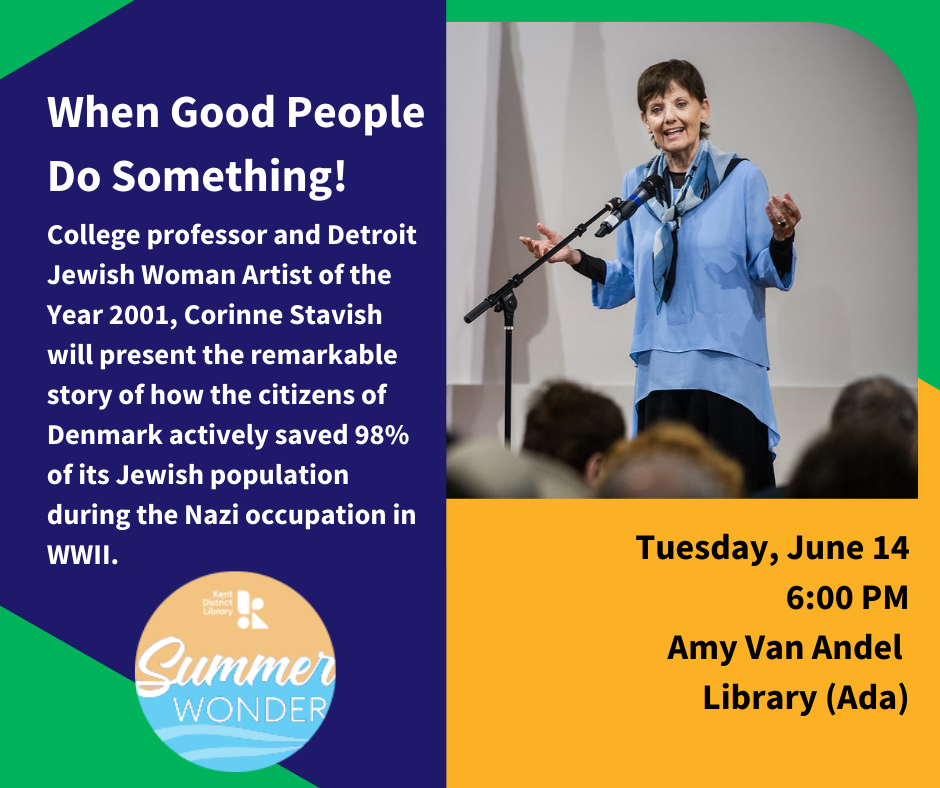 When Good People
Do Something!
College professor and Detroit
Jewish Woman Artist of the
Year 2001, Corinne Stavish
will present the remarkable
story of how the citizens of
Denmark actively saved 98%
of its Jewish population
during the Nazi occupation in
WWII.
Kent
District
Library
Summer
WONDER
Tuesday, June 14
6:00 PM
Amy Van Andel
Library (Ada)